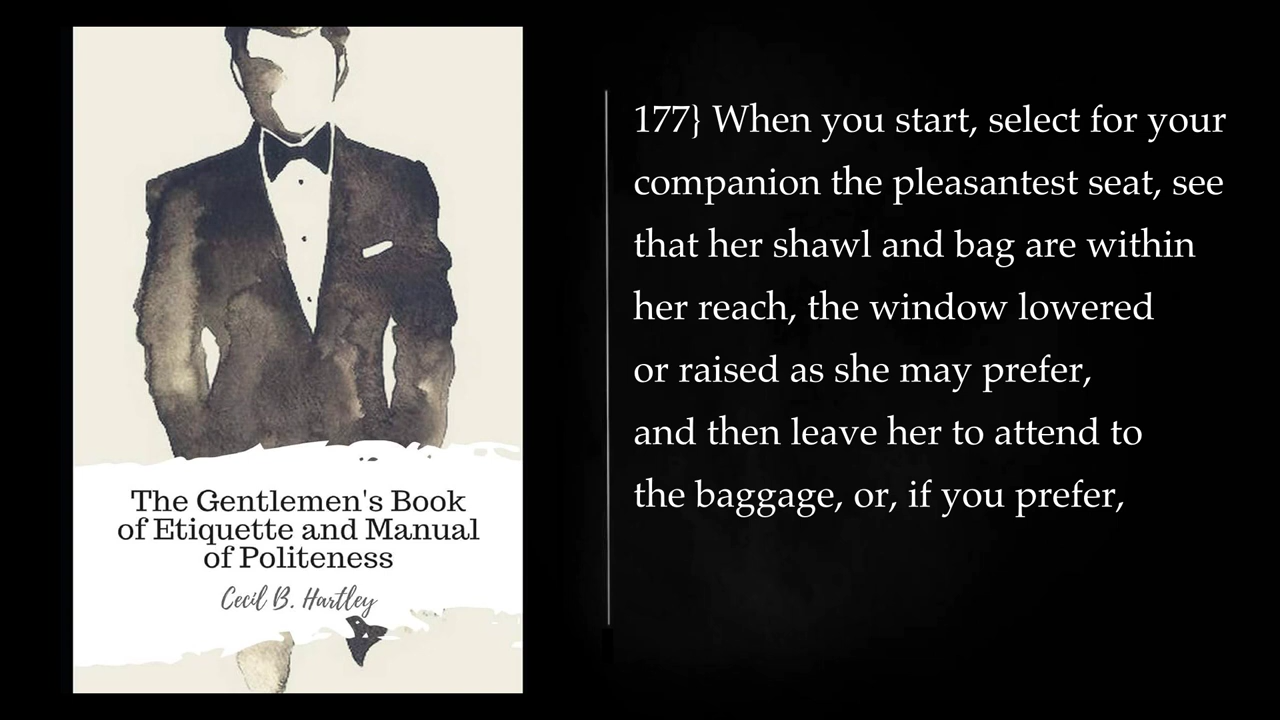 The Gentlemen's Book
of Etiquette and Manual
of Politeness
Cecil B. Hartley
177} When you start, select for your
companion the pleasantest seat, see
that her shawl and bag are within
her reach, the window lowered
or raised as she may prefer,
and then leave her to attend to
the baggage, or, if you prefer,